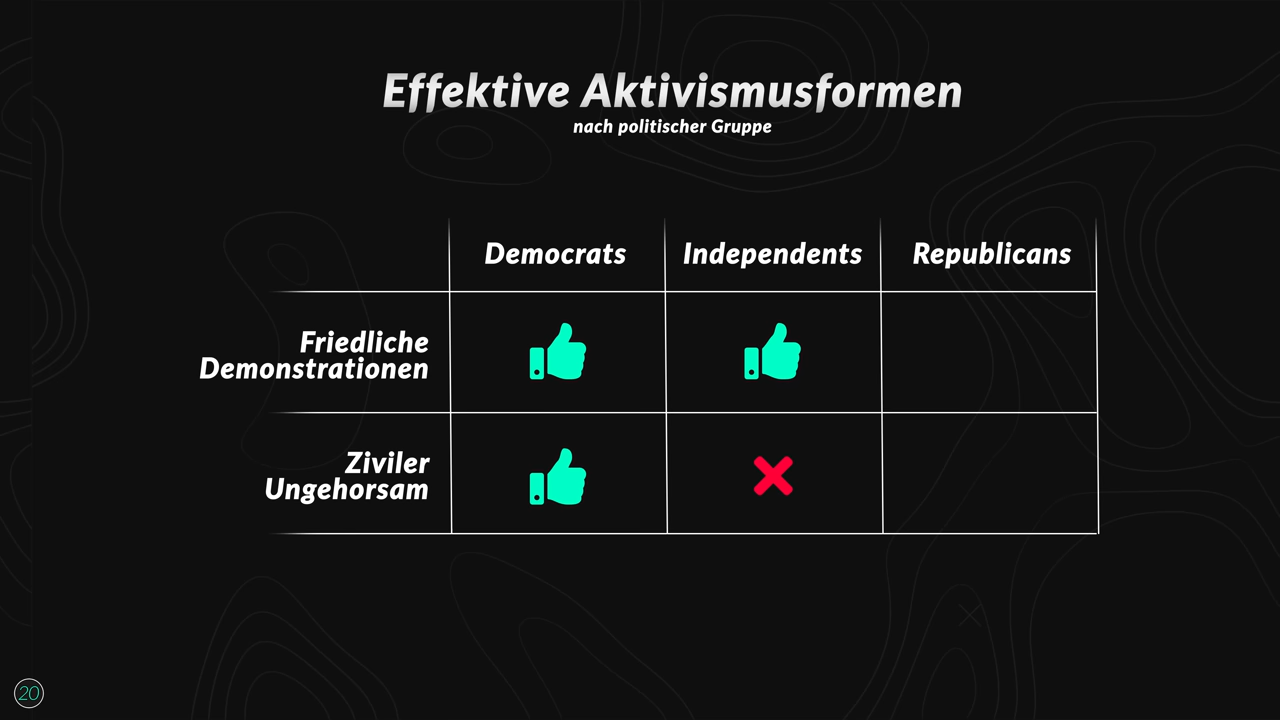 Effektive Aktivismusformen
nach politischer Gruppe
Democrats Independents Republicans
Friedliche
Demonstrationen
Ziviler
Ungehorsam
20